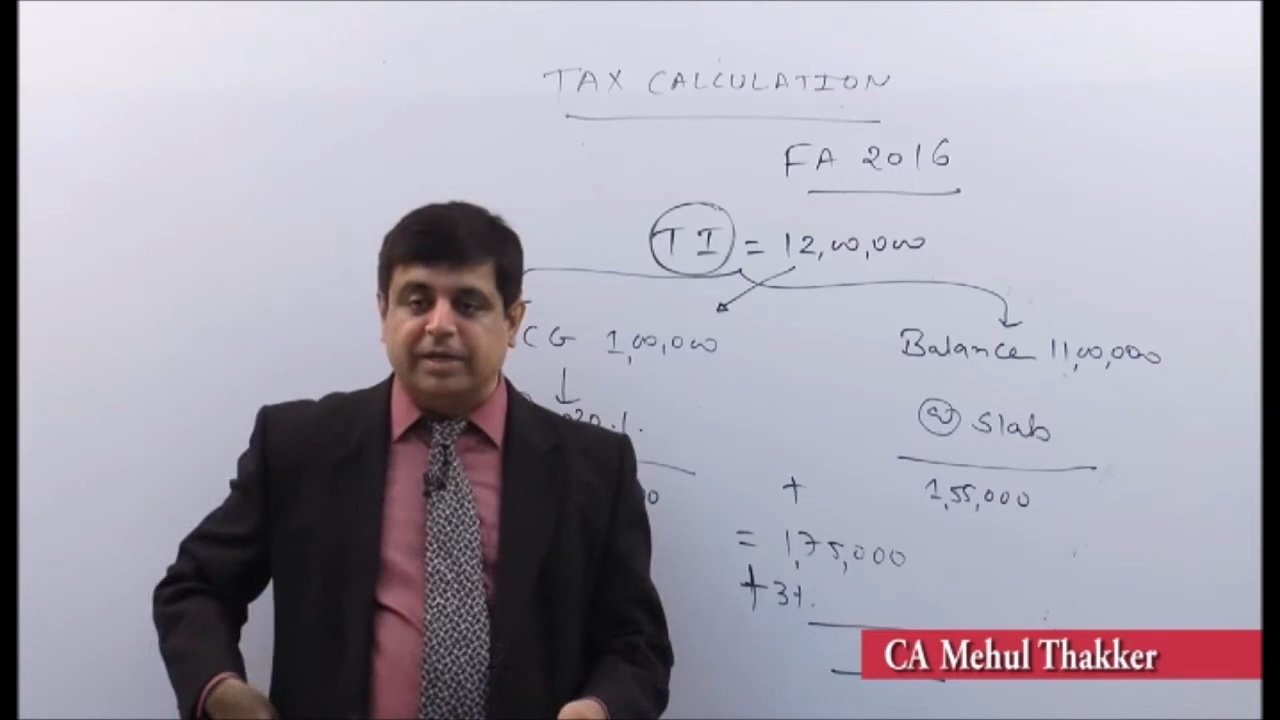 TAX CALCULATION
FA 2016
TI = 12,00,000
CG 1,00,000
Balance 11,00,000
20%.
@ Slab
+ 1,55,000
= 1,75,000
+ 3%.
CA Mehul Thakker